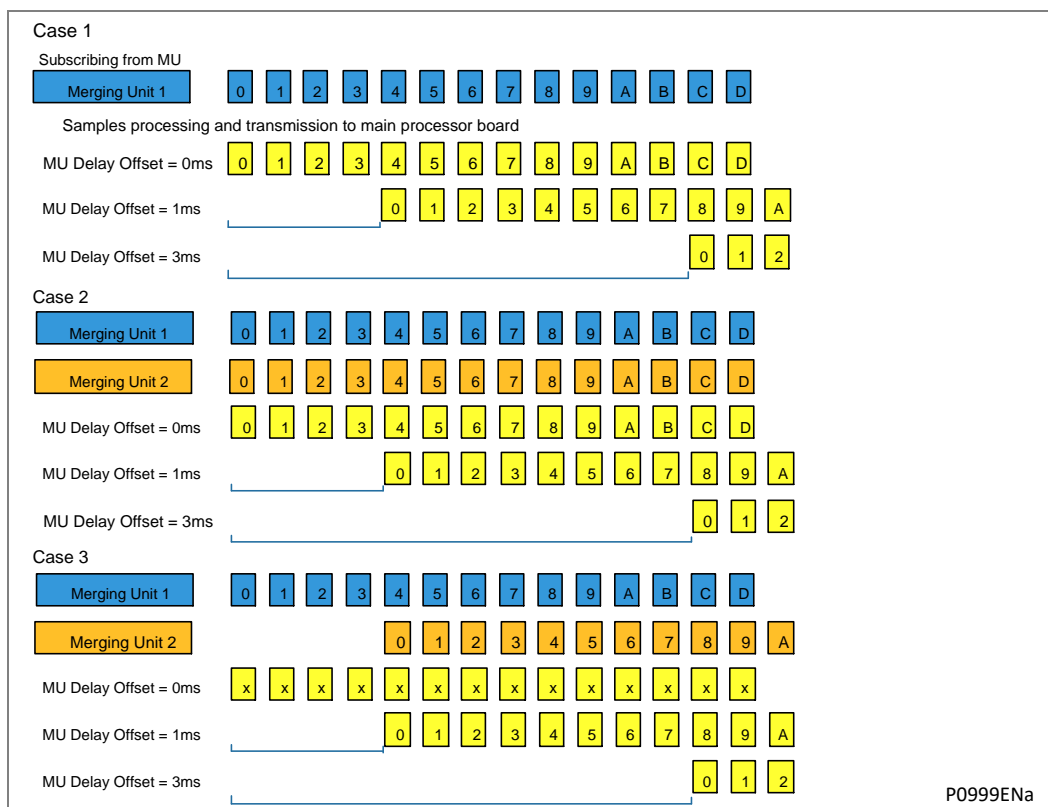 Case 1
Subscribing from MU
Merging Unit 1 0 1 2 3 4 5 6 7 8 9 A B C D
Samples processing and transmission to main processor board
MU Delay Offset = 0ms 0 1 2 3 4 5 6 7 8 9 A B C D
MU Delay Offset = 1ms 0 1 2 3 4 5 6 7 8 9 A
MU Delay Offset = 3ms 0 1 2
Case 2
Merging Unit 1 0 1 2 3 4 5 6 7 8 9 A B C D
Merging Unit 2 0 1 2 3 4 5 6 7 8 9 A B C D
MU Delay Offset = 0ms 0 1 2 3 4 5 6 7 8 9 A B C D
MU Delay Offset = 1ms 0 1 2 3 4 5 6 7 8 9 A
MU Delay Offset = 3ms 0 1 2
Case 3
Merging Unit 1 0 1 2 3 4 5 6 7 8 9 A B C D
Merging Unit 2 0 1 2 3 4 5 6 7 8 9 A
MU Delay Offset = 0ms x x x x x x x x x x x x x x
MU Delay Offset = 1ms 0 1 2 3 4 5 6 7 8 9 A
MU Delay Offset = 3ms 0 1 2
P0999ENa